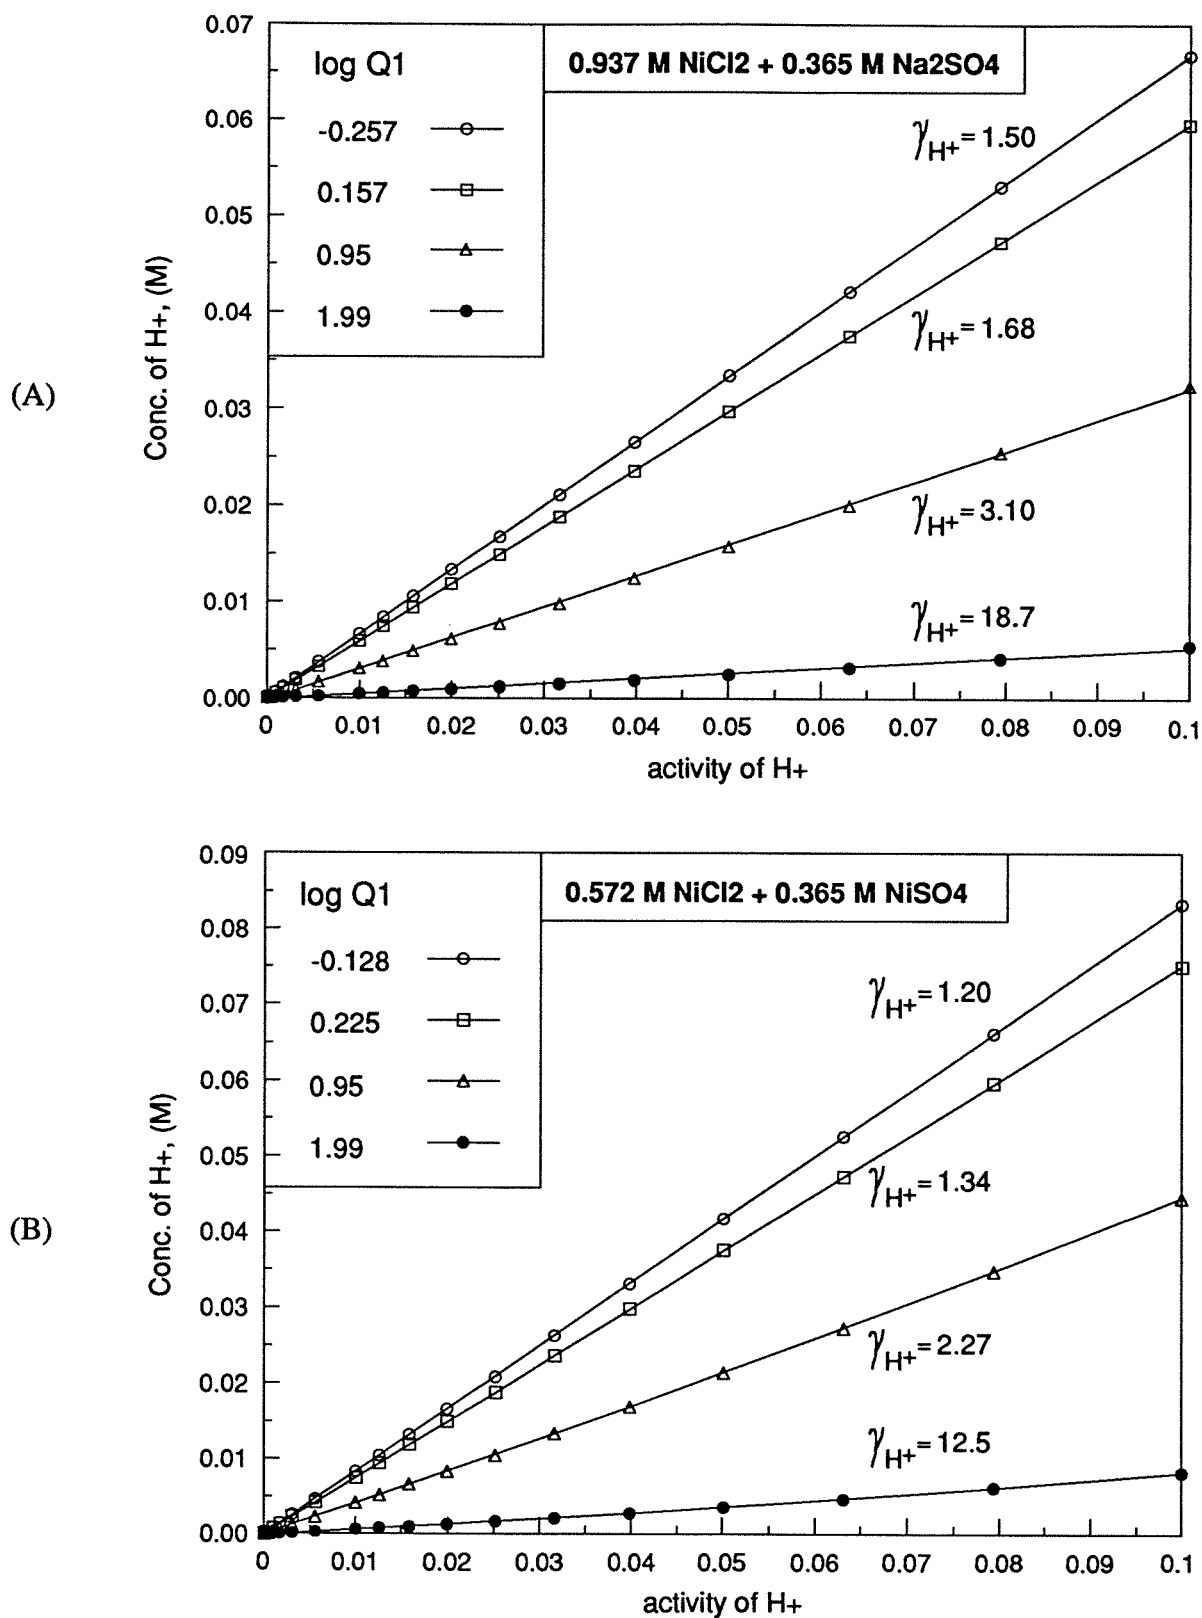 (A)
0.07
0.06
0.05
0.04
0.03
0.02
0.01
0.00
Conc. of H+, (M)
log Q1
-0.257
0.157
0.95
1.99
0.937 M NiCl2 + 0.365 M Na2SO4
γH+= 1.50
γH+= 1.68
γH+= 3.10
γH+= 18.7
0 0.01 0.02 0.03 0.04 0.05 0.06 0.07 0.08 0.09 0.1
activity of H+
(B)
0.09
0.08
0.07
0.06
0.05
0.04
0.03
0.02
0.01
0.00
Conc. of H+, (M)
log Q1
-0.128
0.225
0.95
1.99
0.572 M NiCl2 + 0.365 M NiSO4
γH+= 1.20
γH+= 1.34
γH+= 2.27
γH+= 12.5
0 0.01 0.02 0.03 0.04 0.05 0.06 0.07 0.08 0.09 0.1
activity of H+